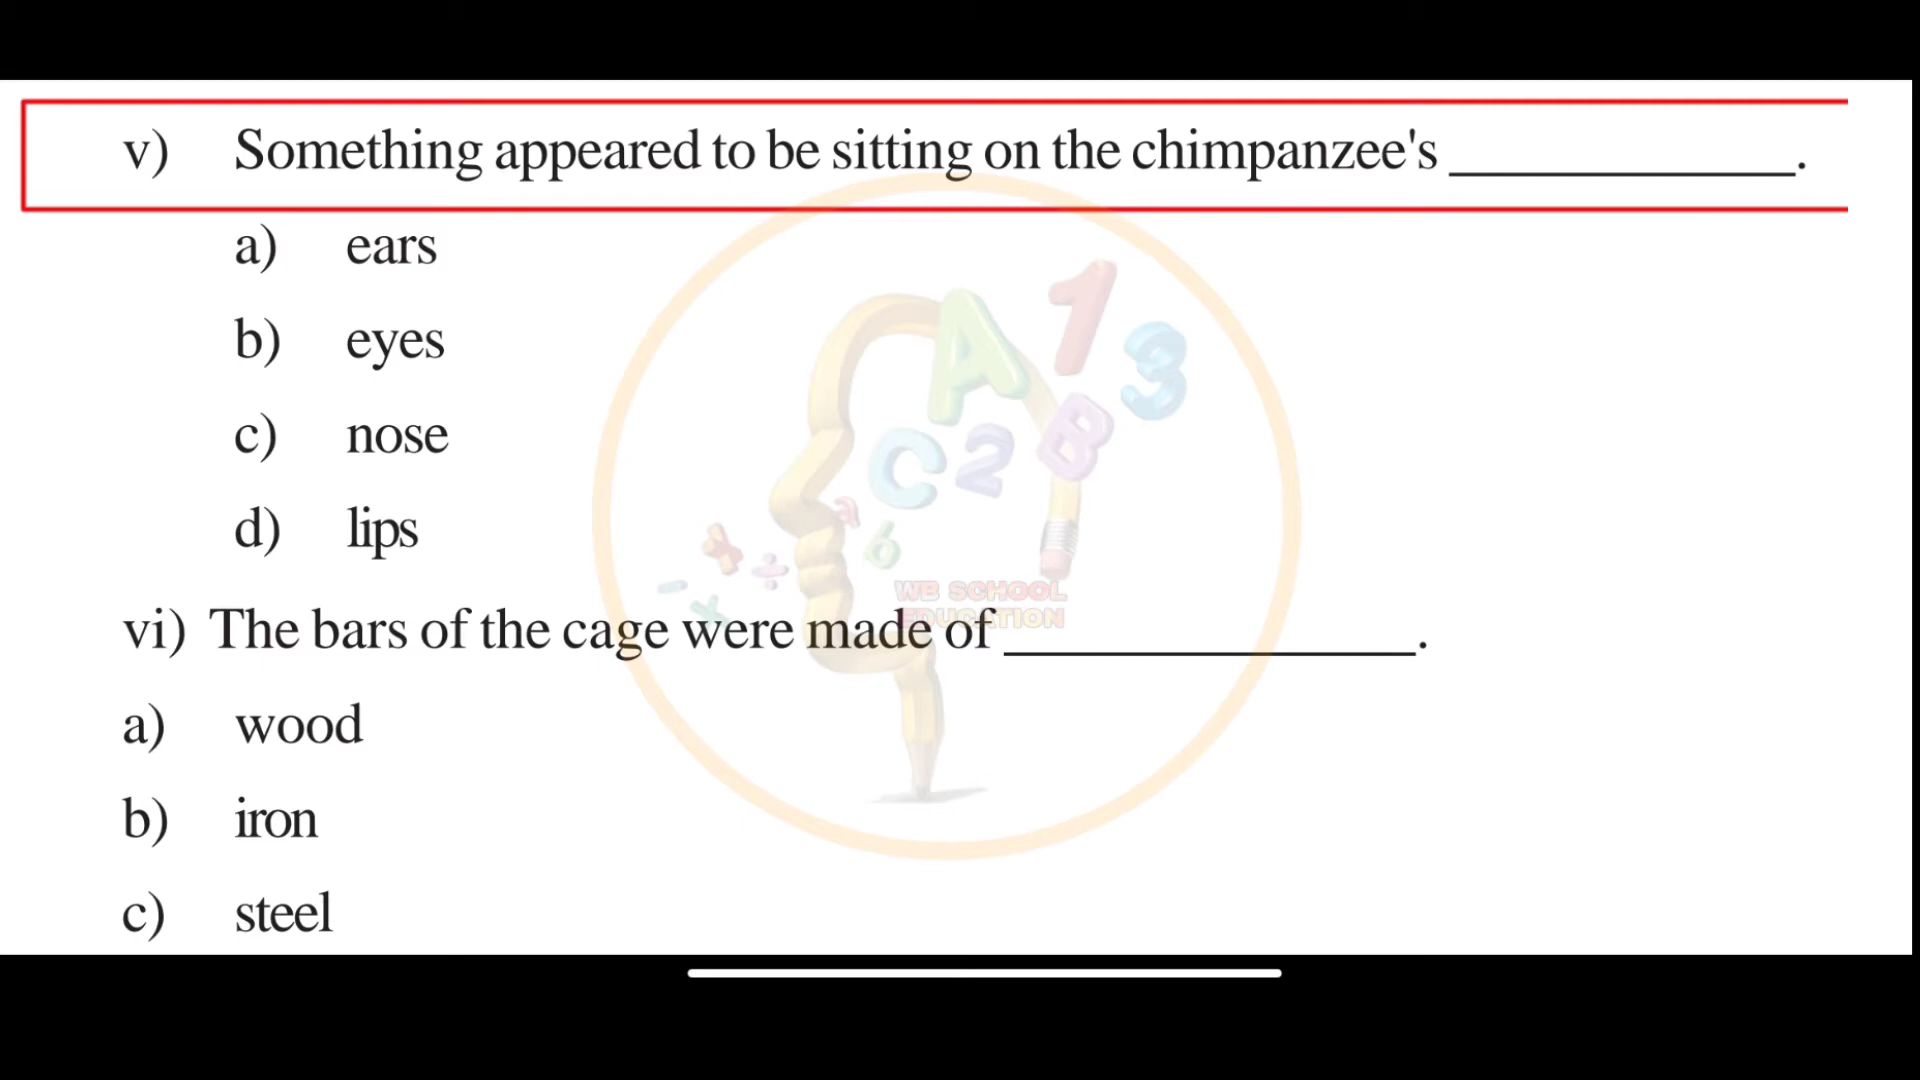 v) Something appeared to be sitting on the chimpanzee's ____________.
a) ears
b) eyes
c) nose
d) lips
WB SCHOOL
EDUCATION
vi) The bars of the cage were made of ______________.
a) wood
b) iron
c) steel